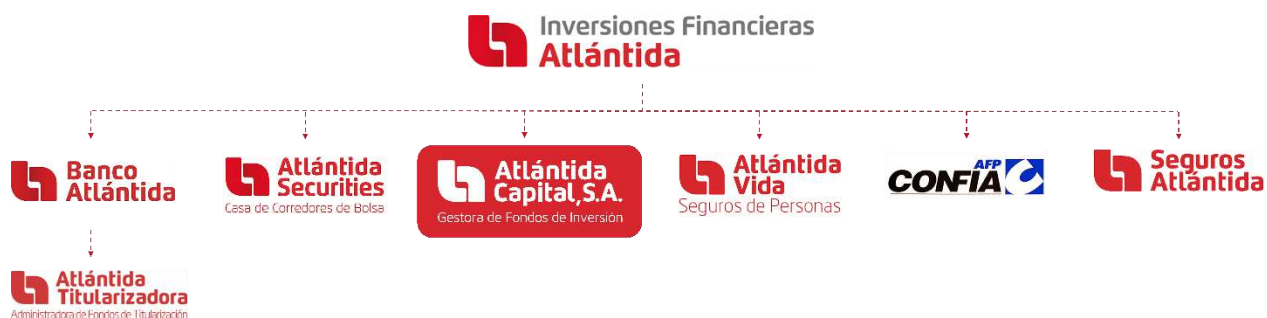 Inversiones Financieras
Atlántida
Banco
Atlántida
Atlántida
Securities
Casa de Corredores de Bolsa
Atlántida
Capital, S.A.
Gestora de Fondos de Inversión
Atlántida
Vida
Seguros de Personas
AFP
CONFÍA
Seguros
Atlántida
Atlántida
Titularizadora
Administradora de Fondos de Titularización